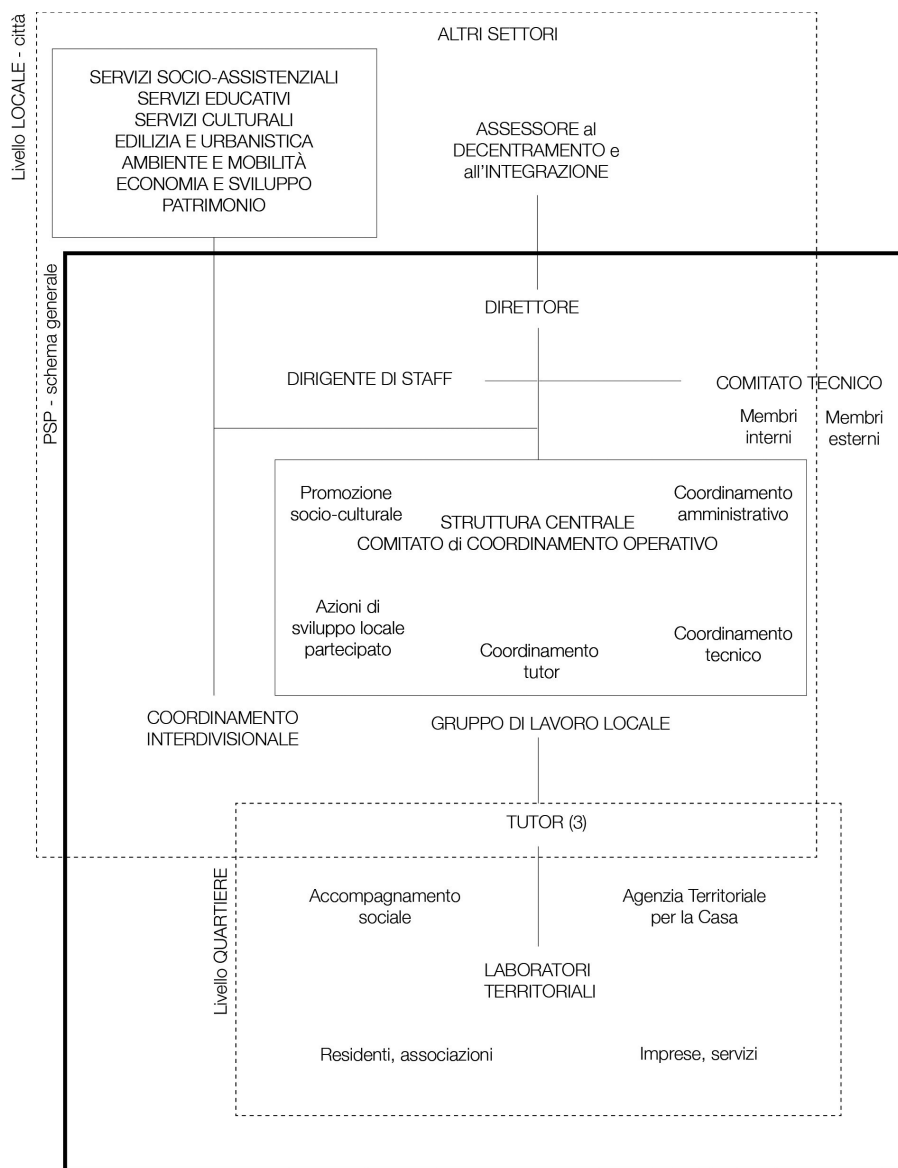 Livello LOCALE - città
ALTRI SETTORI
SERVIZI SOCIO-ASSISTENZIALI
SERVIZI EDUCATIVI
SERVIZI CULTURALI
EDILIZIA E URBANISTICA
AMBIENTE E MOBILITÀ
ECONOMIA E SVILUPPO
PATRIMONIO
ASSESSORE al
DECENTRAMENTO e
all'INTEGRAZIONE
PSP - schema generale
DIRETTORE
DIRIGENTE DI STAFF
COMITATO TECNICO
Membri
interni
Membri
esterni
Promozione
socio-culturale
Coordinamento
amministrativo
STRUTTURA CENTRALE
COMITATO di COORDINAMENTO OPERATIVO
Azioni di
sviluppo locale
partecipato
Coordinamento
tutor
Coordinamento
tecnico
COORDINAMENTO
INTERDIVISIONALE
GRUPPO DI LAVORO LOCALE
Livello QUARTIERE
TUTOR (3)
Accompagnamento
sociale
Agenzia Territoriale
per la Casa
LABORATORI
TERRITORIALI
Residenti, associazioni
Imprese, servizi